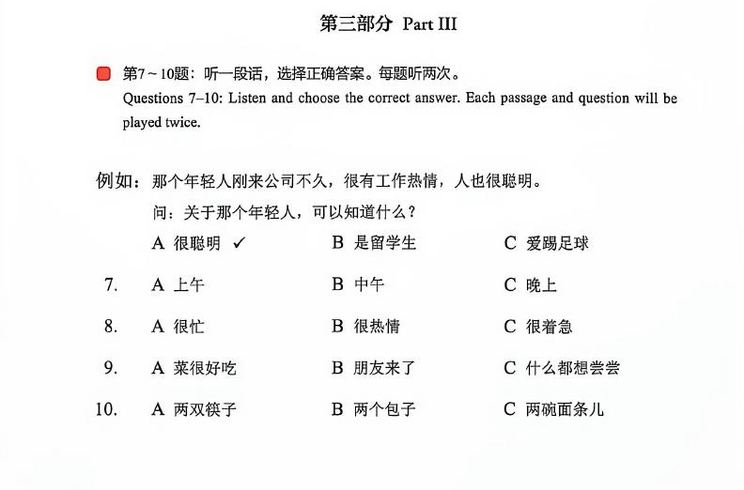 第三部分 Part III
第7~10题：听一段话，选择正确答案。每题听两次。
Questions 7–10: Listen and choose the correct answer. Each passage and question will be
played twice.
例如：那个年轻人刚来公司不久，很有工作热情，人也很聪明。
问：关于那个年轻人，可以知道什么？
A 很聪明 ✓ B 是留学生 C 爱踢足球
7. A 上午 B 中午 C 晚上
8. A 很忙 B 很热情 C 很着急
9. A 菜很好吃 B 朋友来了 C 什么都想尝尝
10. A 两双筷子 B 两个包子 C 两碗面条儿